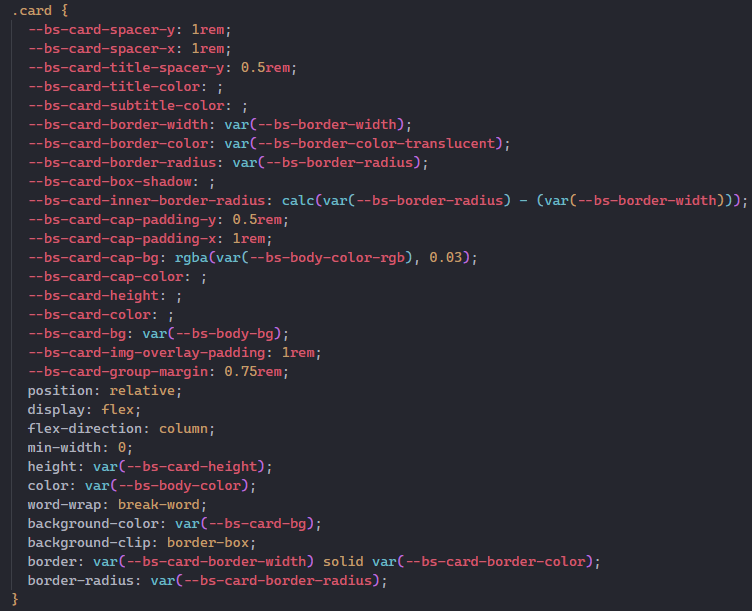 .card {
  --bs-card-spacer-y: 1rem;
  --bs-card-spacer-x: 1rem;
  --bs-card-title-spacer-y: 0.5rem;
  --bs-card-title-color: ;
  --bs-card-subtitle-color: ;
  --bs-card-border-width: var(--bs-border-width);
  --bs-card-border-color: var(--bs-border-color-translucent);
  --bs-card-border-radius: var(--bs-border-radius);
  --bs-card-box-shadow: ;
  --bs-card-inner-border-radius: calc(var(--bs-border-radius) - (var(--bs-border-width)));
  --bs-card-cap-padding-y: 0.5rem;
  --bs-card-cap-padding-x: 1rem;
  --bs-card-cap-bg: rgba(var(--bs-body-color-rgb), 0.03);
  --bs-card-cap-color: ;
  --bs-card-height: ;
  --bs-card-color: ;
  --bs-card-bg: var(--bs-body-bg);
  --bs-card-img-overlay-padding: 1rem;
  --bs-card-group-margin: 0.75rem;
  position: relative;
  display: flex;
  flex-direction: column;
  min-width: 0;
  height: var(--bs-card-height);
  color: var(--bs-body-color);
  word-wrap: break-word;
  background-color: var(--bs-card-bg);
  background-clip: border-box;
  border: var(--bs-card-border-width) solid var(--bs-card-border-color);
  border-radius: var(--bs-card-border-radius);
}